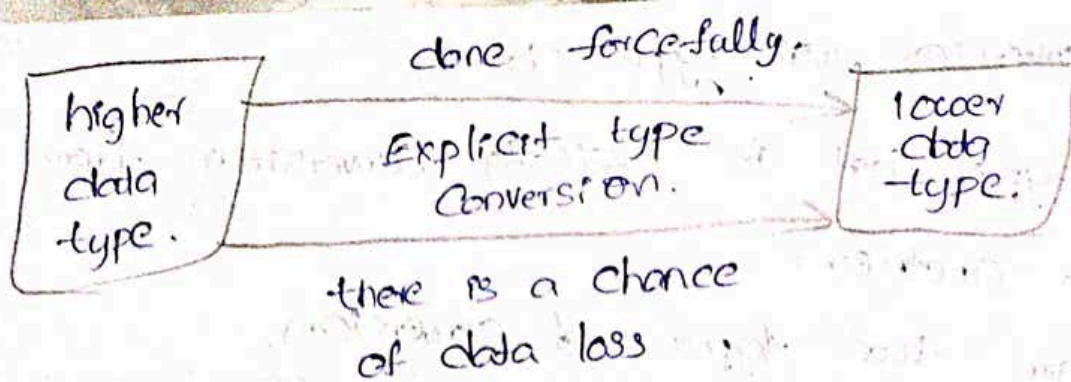 done forcefully.
higher
data
type.
Explicit type
Conversion.
lower
data
type.
there is a chance
of data loss